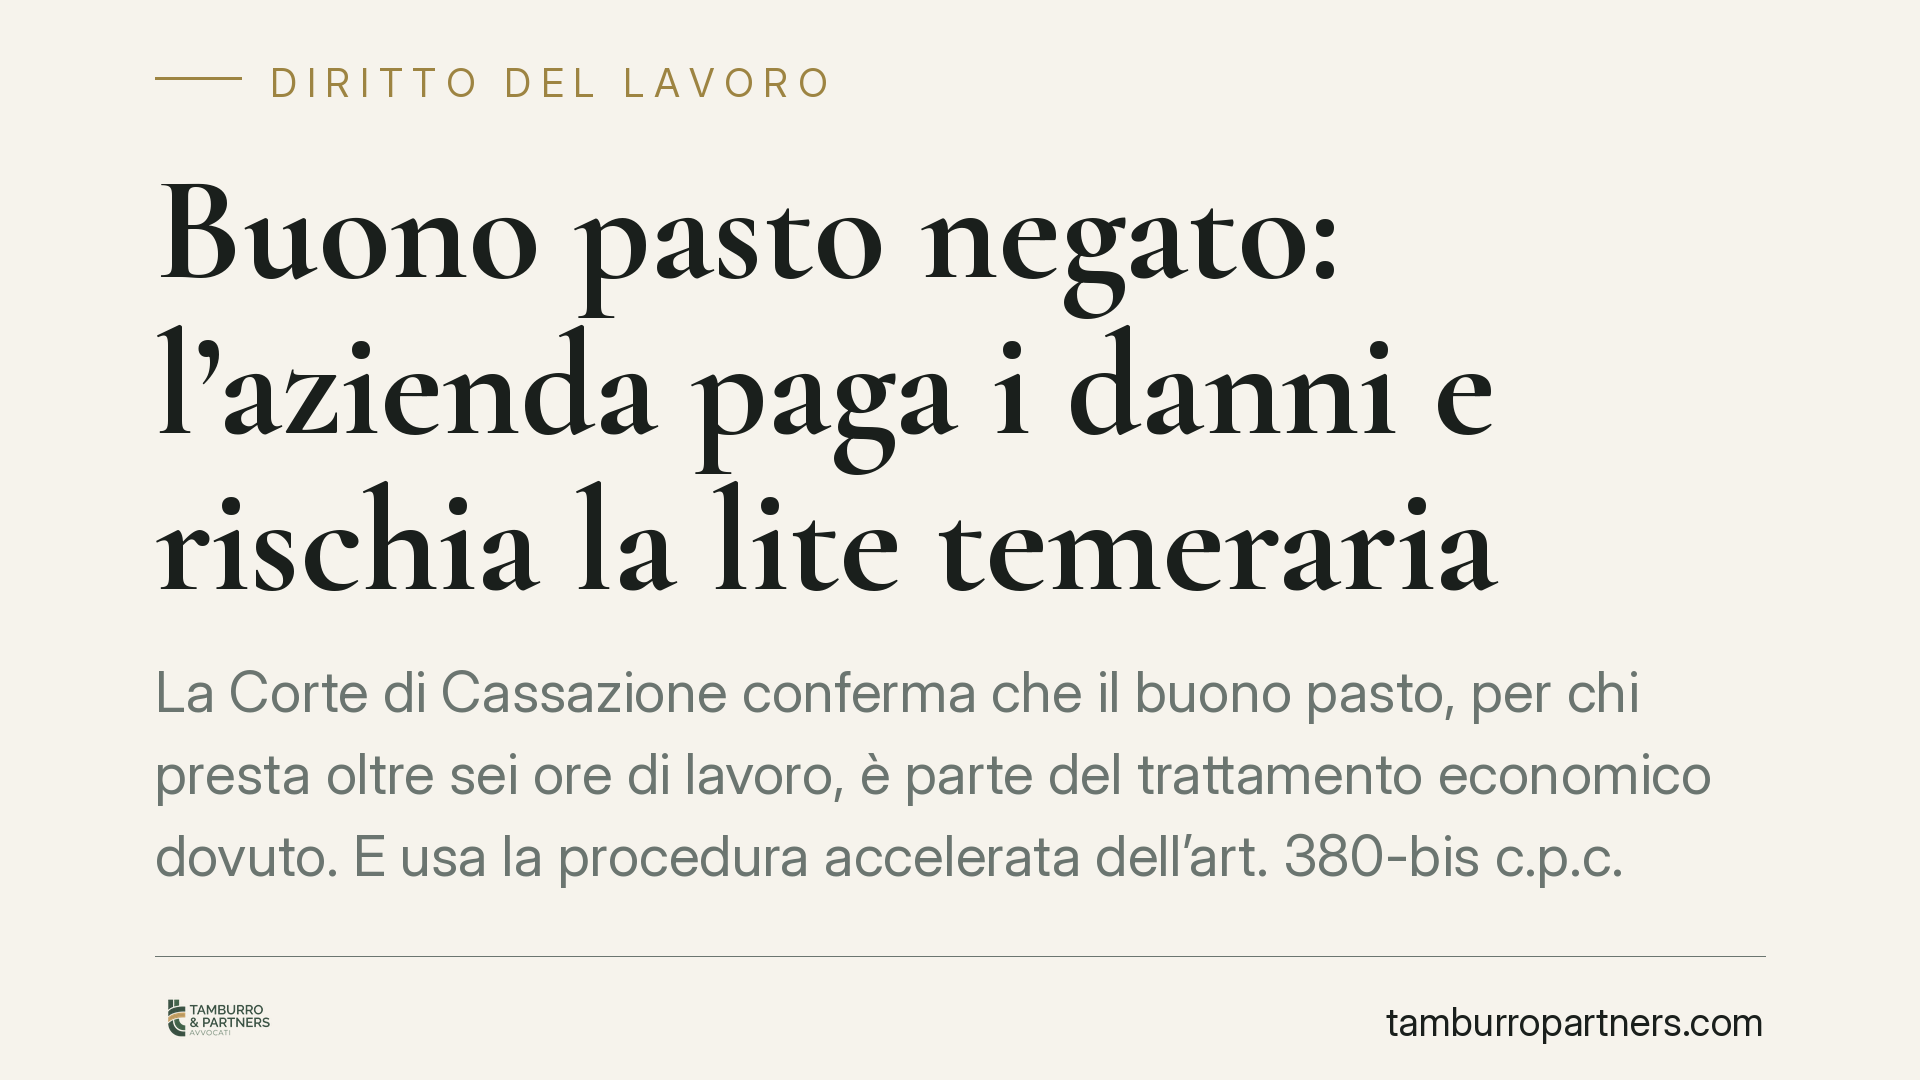 DIRITTO DEL LAVORO
Buono pasto negato:
l’azienda paga i danni e
rischia la lite temeraria
La Corte di Cassazione conferma che il buono pasto, per chi
presta oltre sei ore di lavoro, è parte del trattamento economico
dovuto. E usa la procedura accelerata dell’art. 380-bis c.p.c.
TAMBURRO
& PARTNERS
AVVOCATI
tamburropartners.com